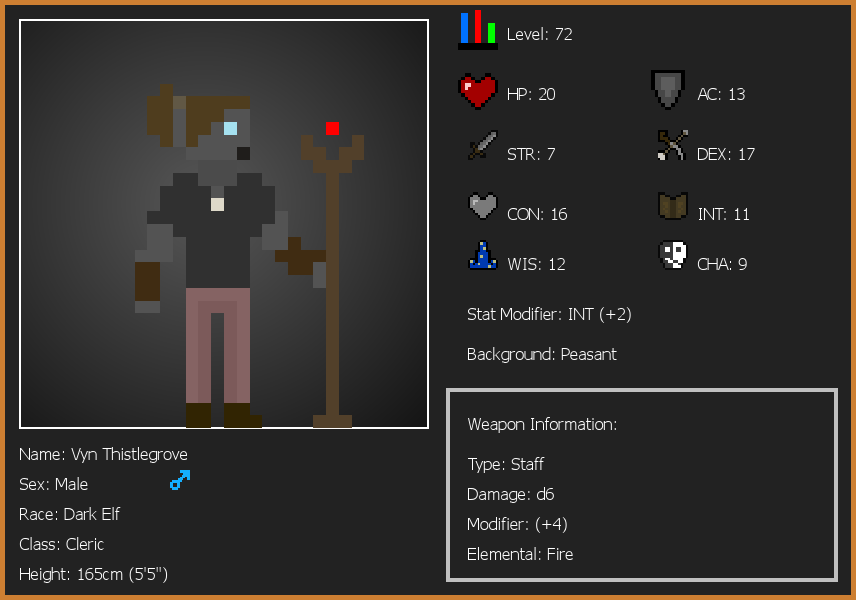 Level: 72
HP: 20
AC: 13
STR: 7
DEX: 17
CON: 16
INT: 11
WIS: 12
CHA: 9
Stat Modifier: INT (+2)
Background: Peasant
Weapon Information:
Type: Staff
Damage: d6
Modifier: (+4)
Elemental: Fire
Name: Vyn Thistlegrove
Sex: Male
Race: Dark Elf
Class: Cleric
Height: 165cm (5'5")